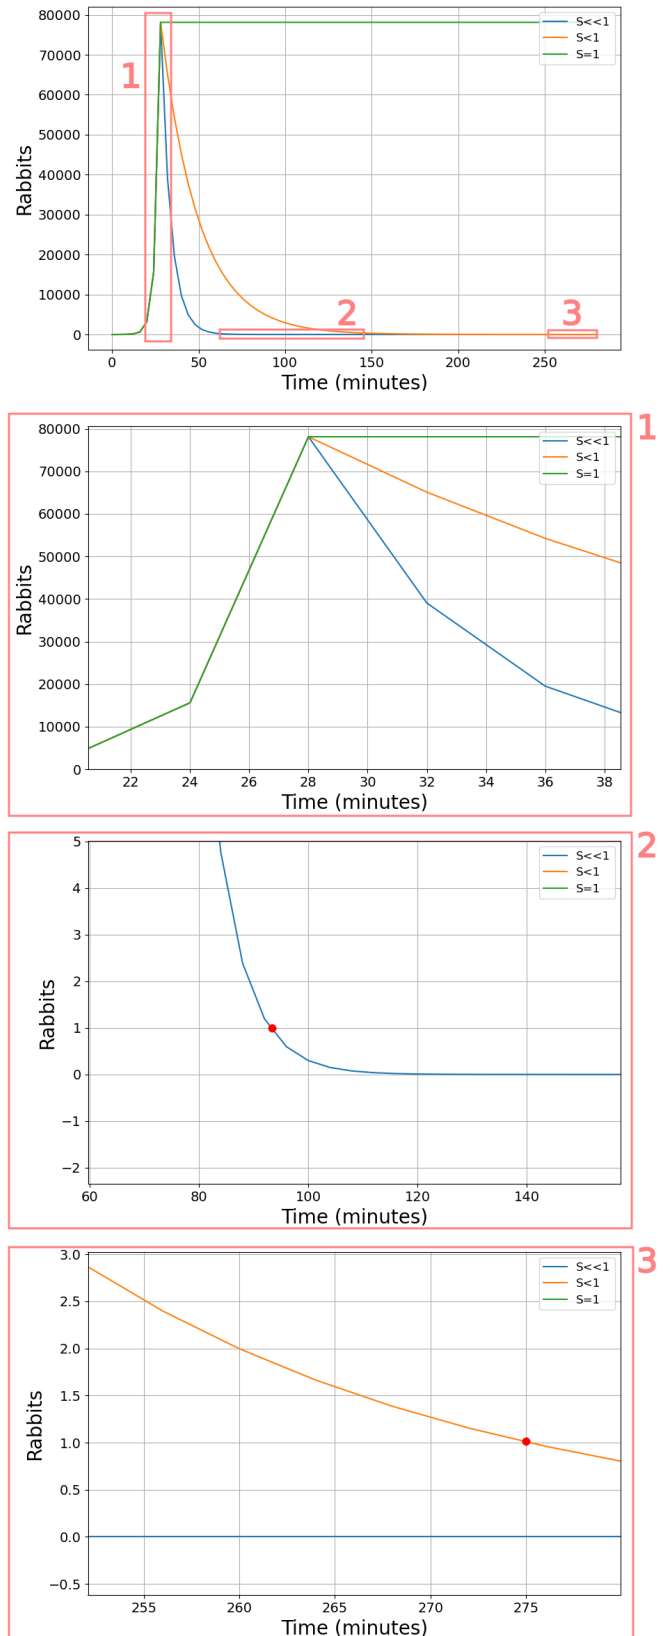 80000
70000
60000
50000
40000
30000
20000
10000
0
Rabbits
S<<1
S<1
S=1
1
2
3
0 50 100 150 200 250
Time (minutes)
1
80000
70000
60000
50000
40000
30000
20000
10000
0
Rabbits
S<<1
S<1
S=1
22 24 26 28 30 32 34 36 38
Time (minutes)
2
5
4
3
2
1
0
−1
−2
Rabbits
S<<1
S<1
S=1
60 80 100 120 140
Time (minutes)
3
3.0
2.5
2.0
1.5
1.0
0.5
0.0
−0.5
Rabbits
S<<1
S<1
S=1
255 260 265 270 275
Time (minutes)